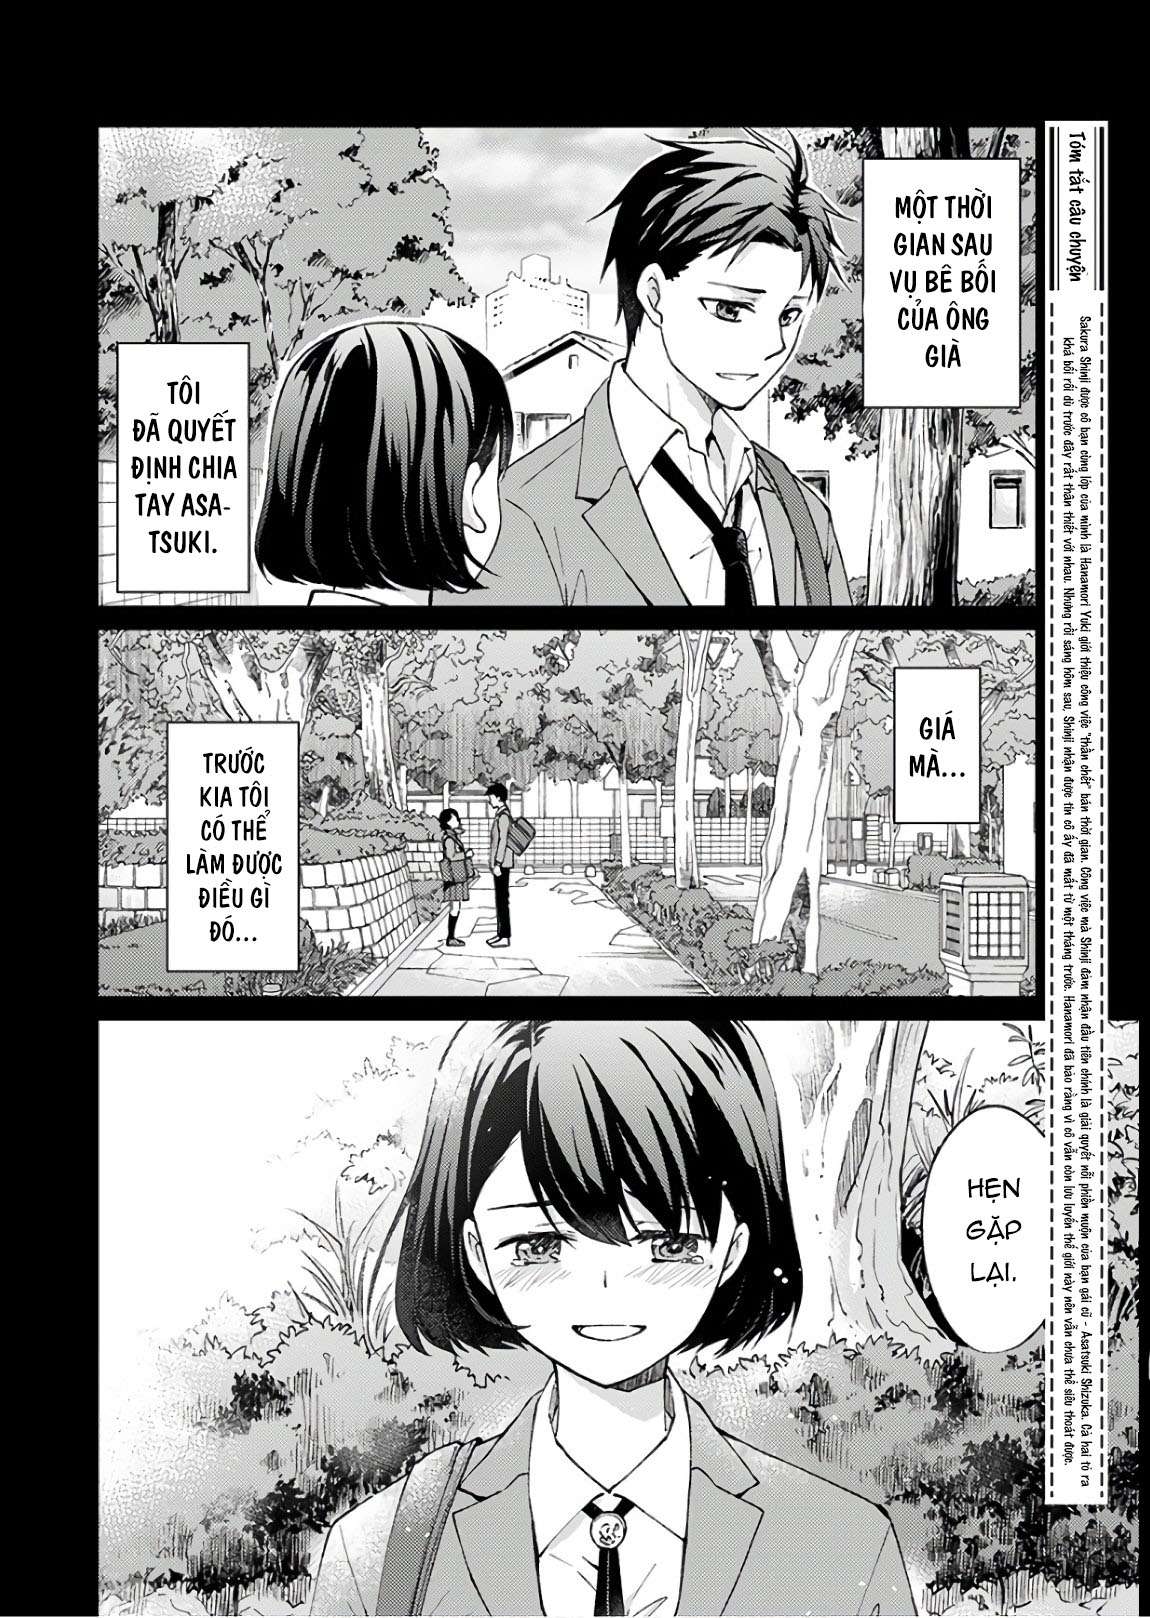 Tóm tắt câu chuyện
Sakura Shinji được cô bạn cùng lớp của mình là Hanamori Yuki giới thiệu công việc "thần chết" bán thời gian. Công việc mà Shinji đảm nhận đầu tiên chính là giải quyết nỗi phiền muộn của bạn gái cũ - Asatsuki Shizuka. Cả hai tỏ ra
khá bối rối dù trước đây rất thân thiết với nhau. Nhưng rồi sáng hôm sau, Shinji nhận được tin cô ấy đã mất từ một tháng trước. Hanamori đã bảo rằng vì cô vẫn còn lưu luyến thế giới này nên vẫn chưa thể siêu thoát được.
MỘT THỜI
GIAN SAU
VỤ BÊ BỐI
CỦA ÔNG
GIÀ
TÔI
ĐÃ QUYẾT
ĐỊNH CHIA
TAY ASA-
TSUKI.
GIÁ
MÀ...
TRƯỚC
KIA TÔI
CÓ THỂ
LÀM ĐƯỢC
ĐIỀU GÌ
ĐÓ...
HẸN
GẶP
LẠI.